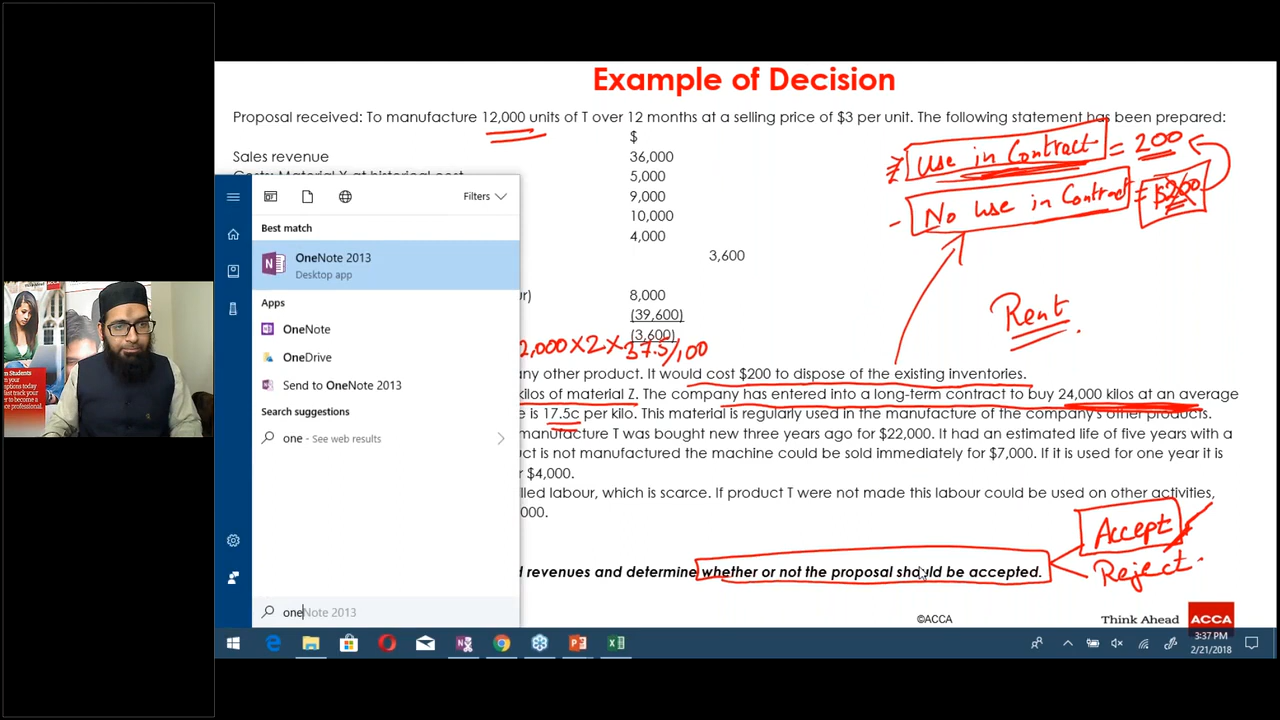 Example of Decision
Proposal received: To manufacture 12,000 units of T over 12 months at a selling price of $3 per unit. The following statement has been prepared:
$
Sales revenue 36,000
Costs: Material X at historical cost 5,000
9,000
10,000
4,000
3,600
8,000
(39,600)
(3,600)
Use in Contract = 200
- No use in Contract =
Rent
2,000 X 2 X 37.5/100
any other product. It would cost $200 to dispose of the existing inventories.
kilos of material Z. The company has entered into a long-term contract to buy 24,000 kilos at an average
e is 17.5c per kilo. This material is regularly used in the manufacture of the company's other products.
manufacture T was bought new three years ago for $22,000. It had an estimated life of five years with a
uct is not manufactured the machine could be sold immediately for $7,000. If it is used for one year it is
r $4,000.
lled labour, which is scarce. If product T were not made this labour could be used on other activities,
000.
d revenues and determine whether or not the proposal should be accepted.
Accept
Reject
©ACCA
Think Ahead ACCA
Filters
Best match
OneNote 2013
Desktop app
Apps
OneNote
OneDrive
Send to OneNote 2013
Search suggestions
one - See web results
oneNote 2013
3:37 PM
2/21/2018